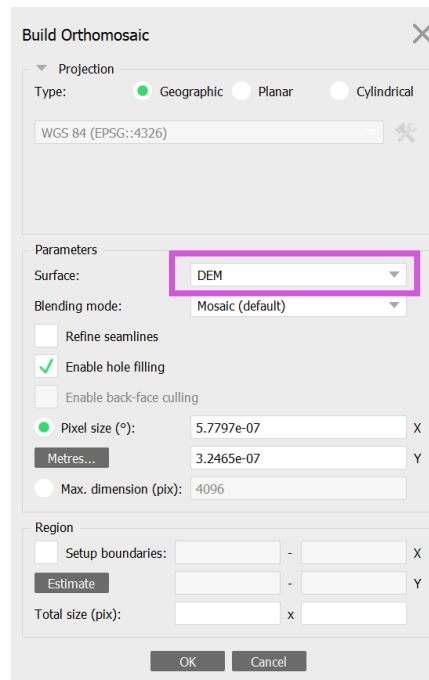 Build Orthomosaic
Projection
Type: Geographic Planar Cylindrical
WGS 84 (EPSG::4326)
Parameters
Surface: DEM
Blending mode: Mosaic (default)
Refine seamlines
Enable hole filling
Enable back-face culling
Pixel size (°): 5.7797e-07 X
Metres... 3.2465e-07 Y
Max. dimension (pix): 4096
Region
Setup boundaries: - X
Estimate - Y
Total size (pix): x
OK Cancel